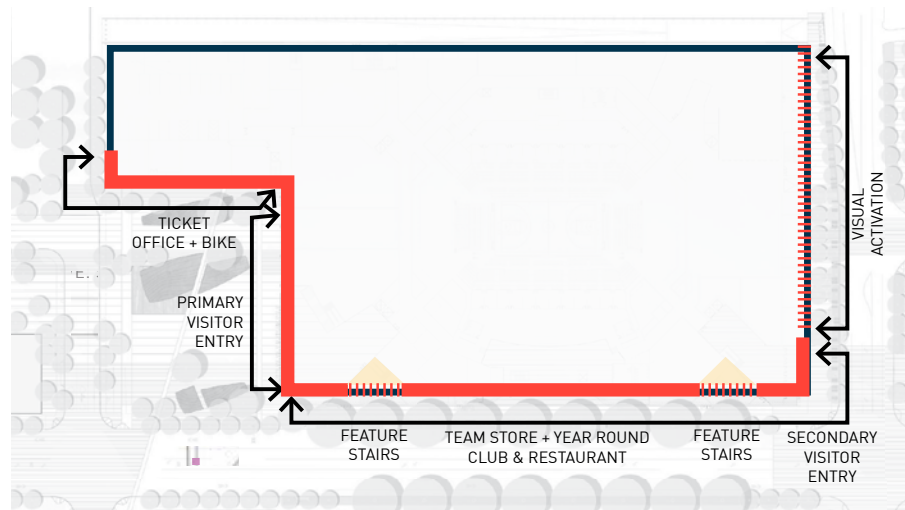 VISUAL
ACTIVATION
TICKET
OFFICE + BIKE
PRIMARY
VISITOR
ENTRY
FEATURE
STAIRS
TEAM STORE + YEAR ROUND
CLUB & RESTAURANT
FEATURE
STAIRS
SECONDARY
VISITOR
ENTRY